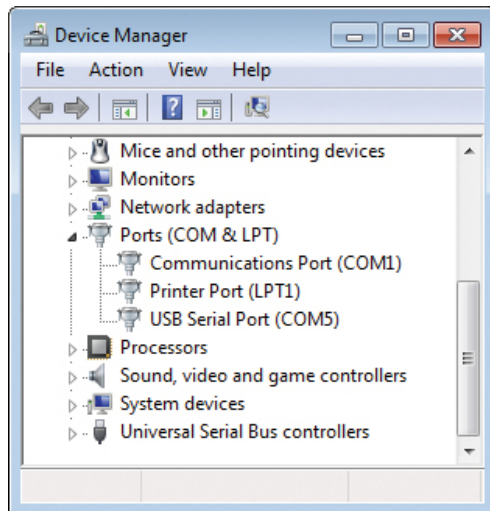 Device Manager
File Action View Help
Mice and other pointing devices
Monitors
Network adapters
Ports (COM & LPT)
Communications Port (COM1)
Printer Port (LPT1)
USB Serial Port (COM5)
Processors
Sound, video and game controllers
System devices
Universal Serial Bus controllers